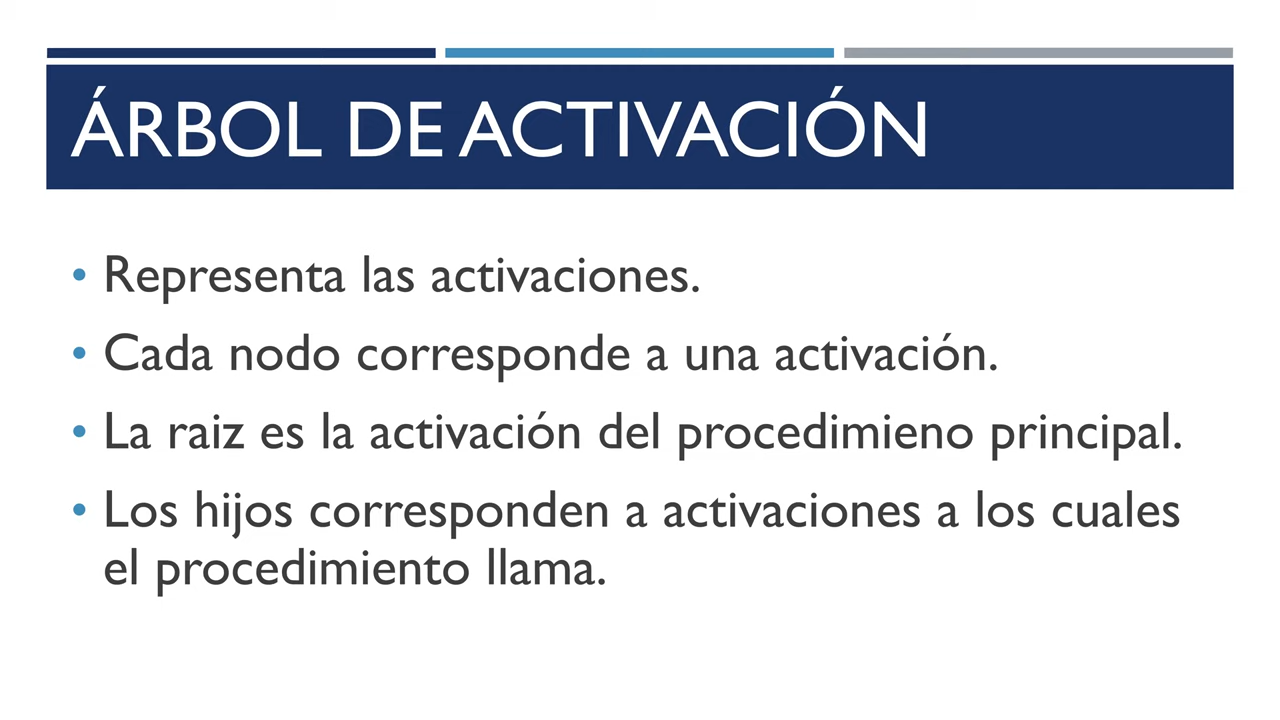 ÁRBOL DE ACTIVACIÓN
• Representa las activaciones.
• Cada nodo corresponde a una activación.
• La raiz es la activación del procedimieno principal.
• Los hijos corresponden a activaciones a los cuales
el procedimiento llama.